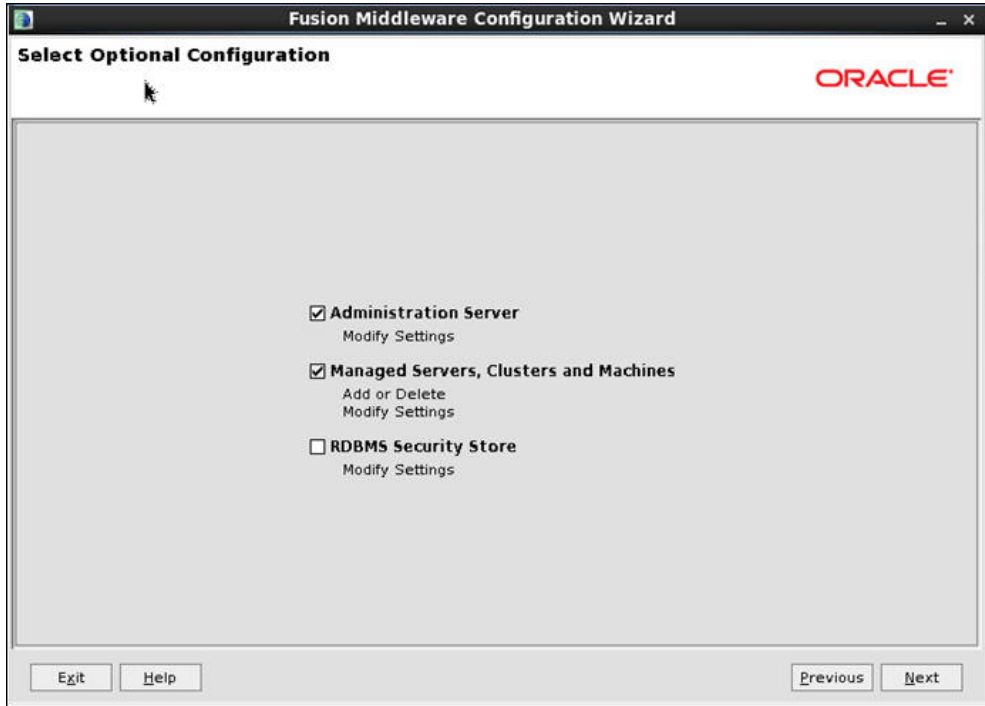 Fusion Middleware Configuration Wizard
Select Optional Configuration
ORACLE
Administration Server
Modify Settings
Managed Servers, Clusters and Machines
Add or Delete
Modify Settings
RDBMS Security Store
Modify Settings
Exit
Help
Previous
Next